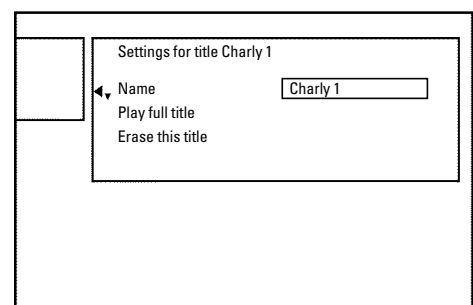 Settings for title Charly 1
Name Charly 1
Play full title
Erase this title